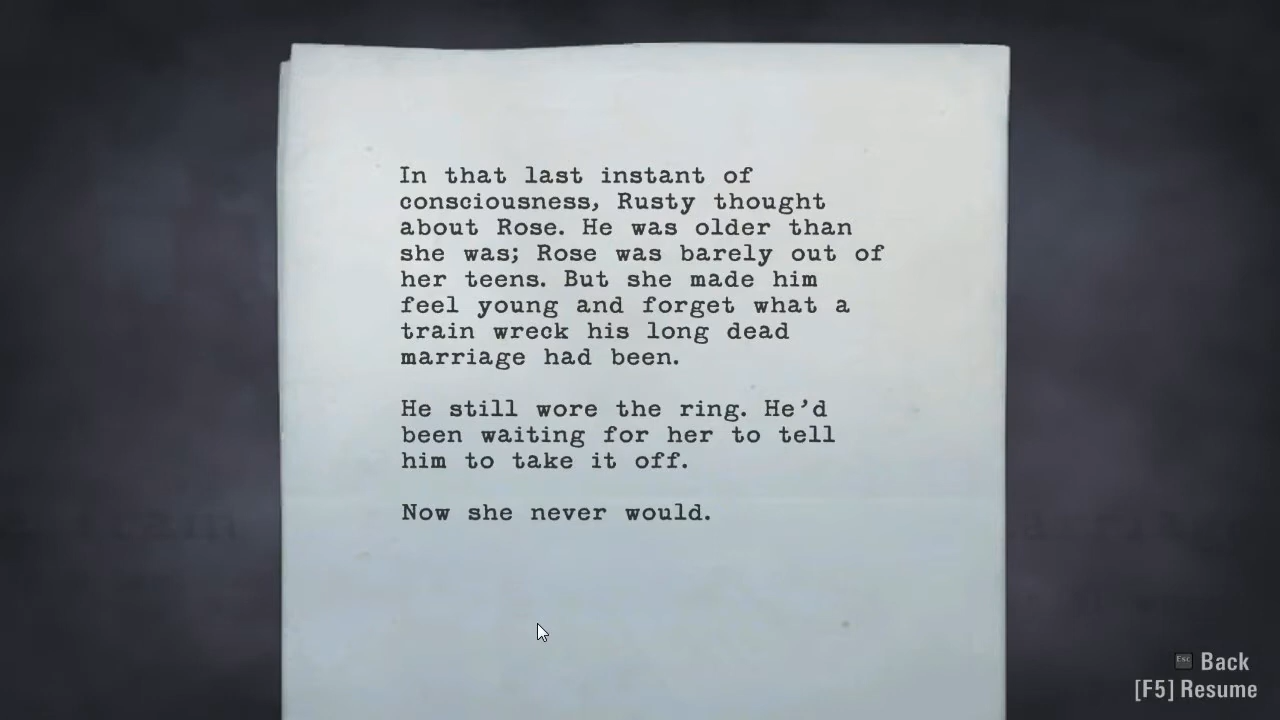 In that last instant of
consciousness, Rusty thought
about Rose. He was older than
she was; Rose was barely out of
her teens. But she made him
feel young and forget what a
train wreck his long dead
marriage had been.
He still wore the ring. He'd
been waiting for her to tell
him to take it off.
Now she never would.
Esc Back
[F5] Resume